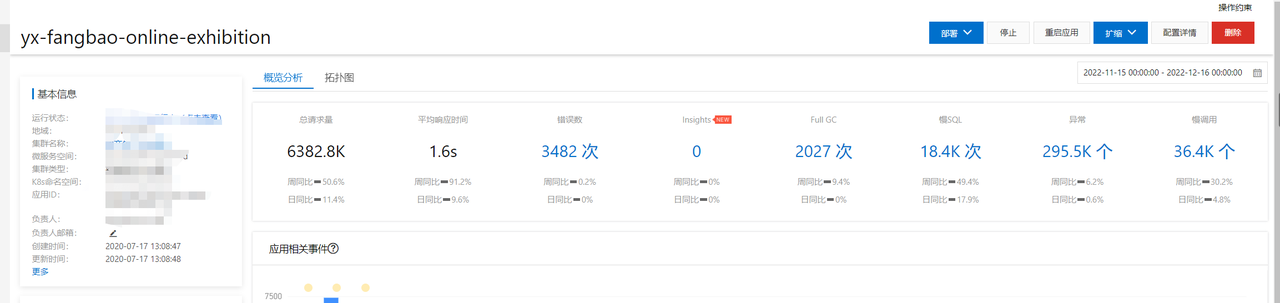 操作约束
yx-fangbao-online-exhibition
部署 停止 重启应用 扩缩 配置详情 删除
概览分析 拓扑图
2022-11-15 00:00:00 - 2022-12-16 00:00:00
基本信息
运行状态:
地域:
集群名称:
微服务空间:
集群类型:
K8s命名空间:
应用ID:
负责人:
负责人邮箱:
创建时间: 2020-07-17 13:08:47
更新时间: 2020-07-17 13:08:48
更多
总请求量 平均响应时间 错误数 Insights NEW Full GC 慢SQL 异常 慢调用
6382.8K 1.6s 3482 次 0 2027 次 18.4K 次 295.5K 个 36.4K 个
周同比 50.6% 周同比 91.2% 周同比 0.2% 周同比 0% 周同比 9.4% 周同比 49.4% 周同比 6.2% 周同比 30.2%
日同比 11.4% 日同比 9.6% 日同比 0% 日同比 0% 日同比 0% 日同比 17.9% 日同比 0.6% 日同比 4.8%
应用相关事件
7500